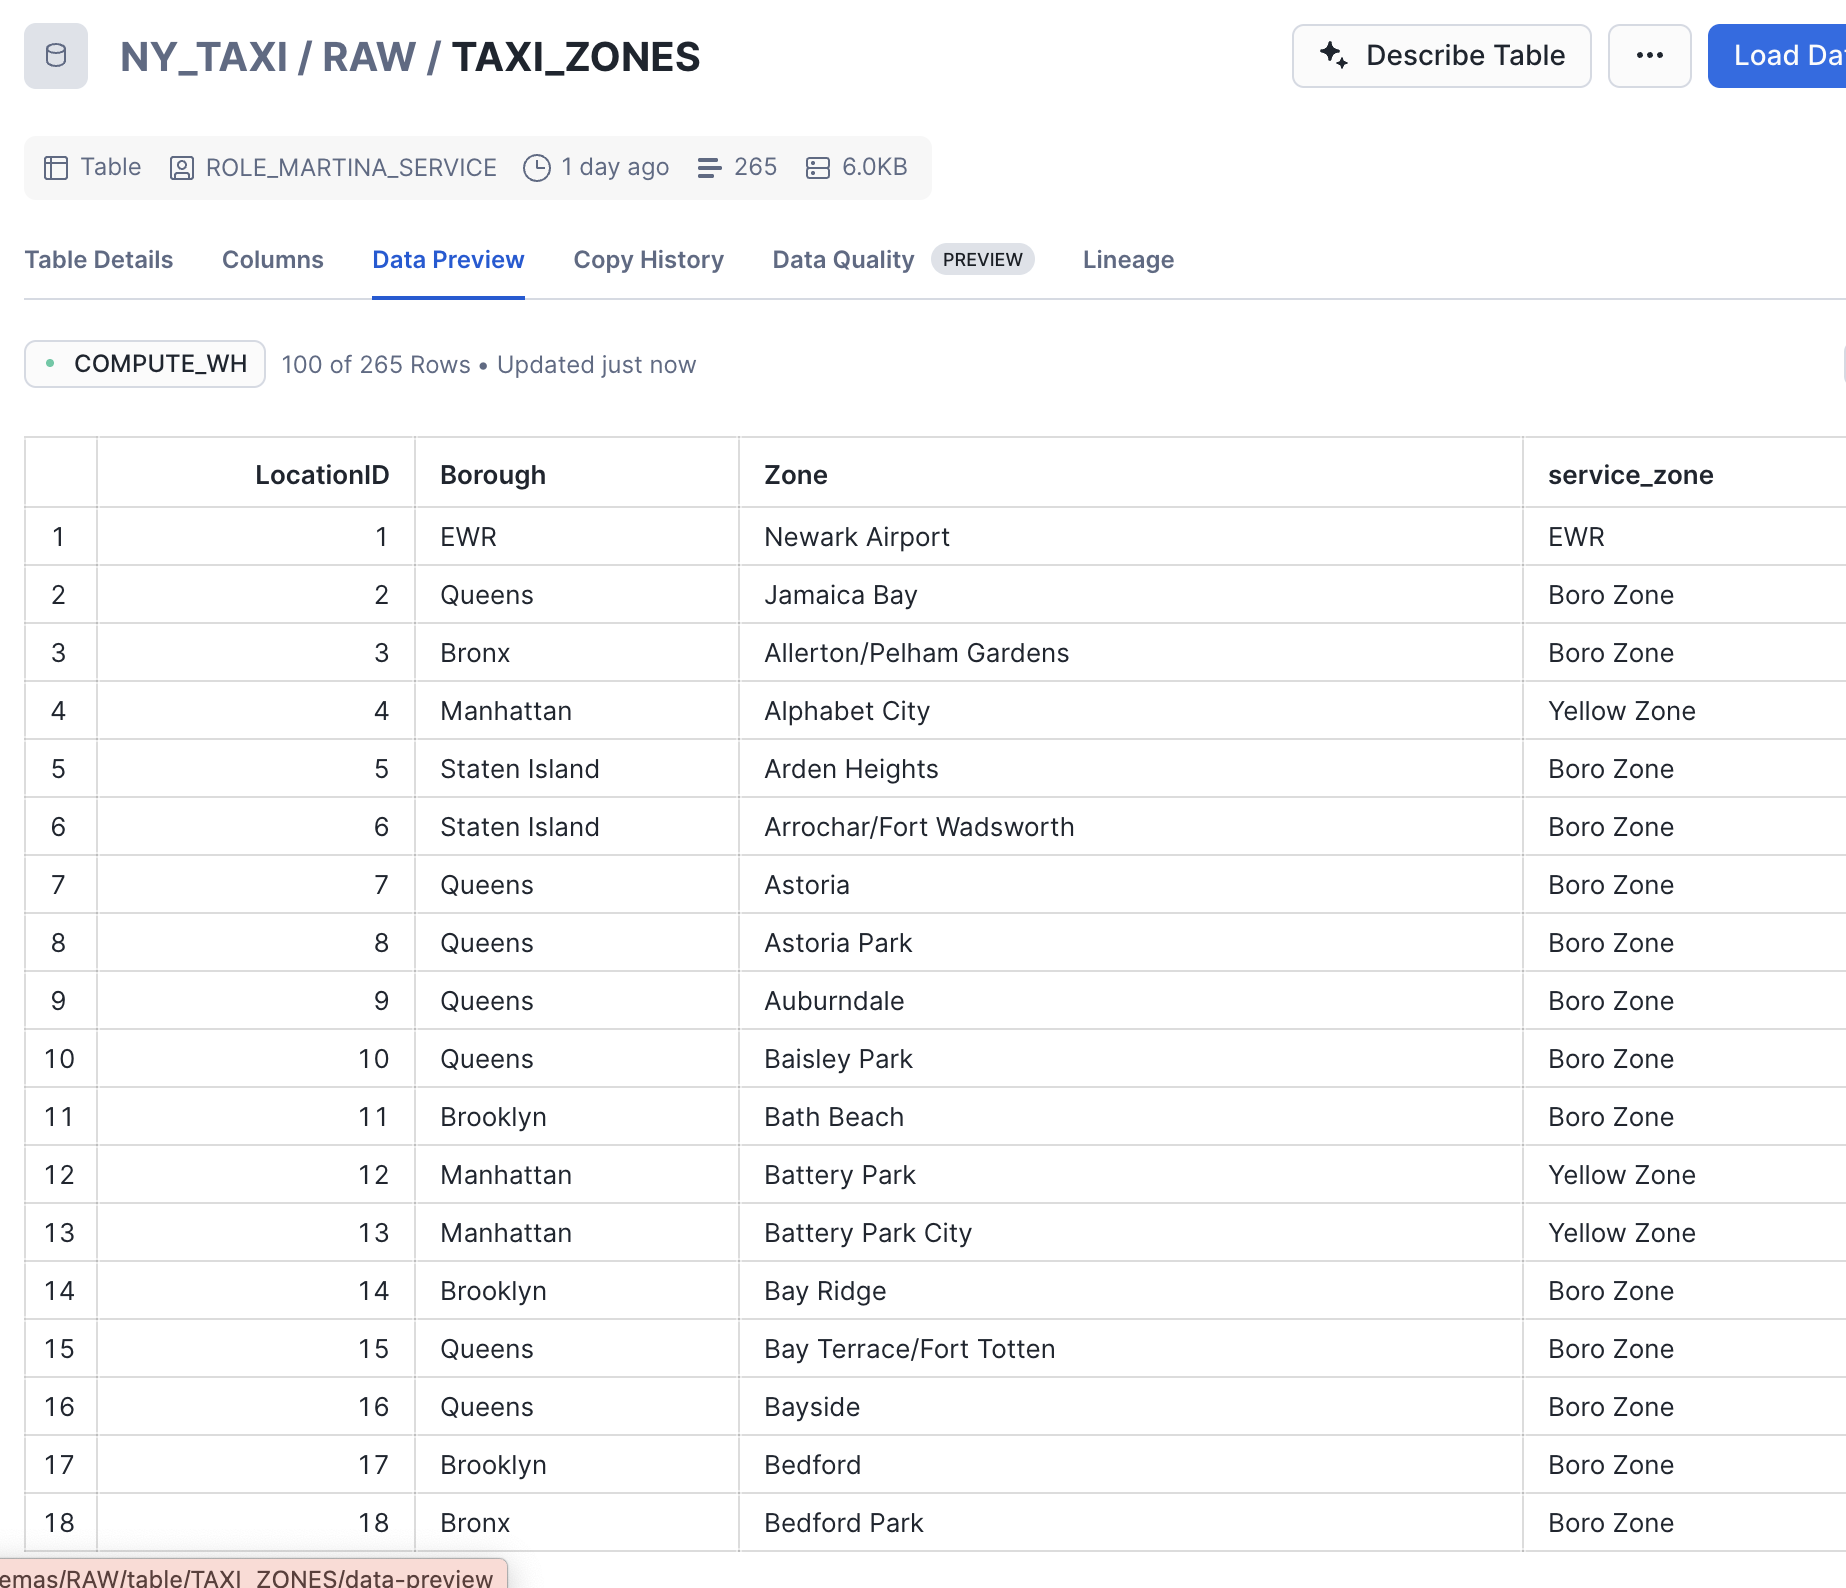 NY_TAXI / RAW / TAXI_ZONES
Describe Table
Load Da
Table ROLE_MARTINA_SERVICE 1 day ago 265 6.0KB
Table Details Columns Data Preview Copy History Data Quality PREVIEW Lineage
COMPUTE_WH 100 of 265 Rows • Updated just now
LocationID Borough Zone service_zone
1 1 EWR Newark Airport EWR
2 2 Queens Jamaica Bay Boro Zone
3 3 Bronx Allerton/Pelham Gardens Boro Zone
4 4 Manhattan Alphabet City Yellow Zone
5 5 Staten Island Arden Heights Boro Zone
6 6 Staten Island Arrochar/Fort Wadsworth Boro Zone
7 7 Queens Astoria Boro Zone
8 8 Queens Astoria Park Boro Zone
9 9 Queens Auburndale Boro Zone
10 10 Queens Baisley Park Boro Zone
11 11 Brooklyn Bath Beach Boro Zone
12 12 Manhattan Battery Park Yellow Zone
13 13 Manhattan Battery Park City Yellow Zone
14 14 Brooklyn Bay Ridge Boro Zone
15 15 Queens Bay Terrace/Fort Totten Boro Zone
16 16 Queens Bayside Boro Zone
17 17 Brooklyn Bedford Boro Zone
18 18 Bronx Bedford Park Boro Zone
emas/RAW/table/TAXI_ZONES/data-preview